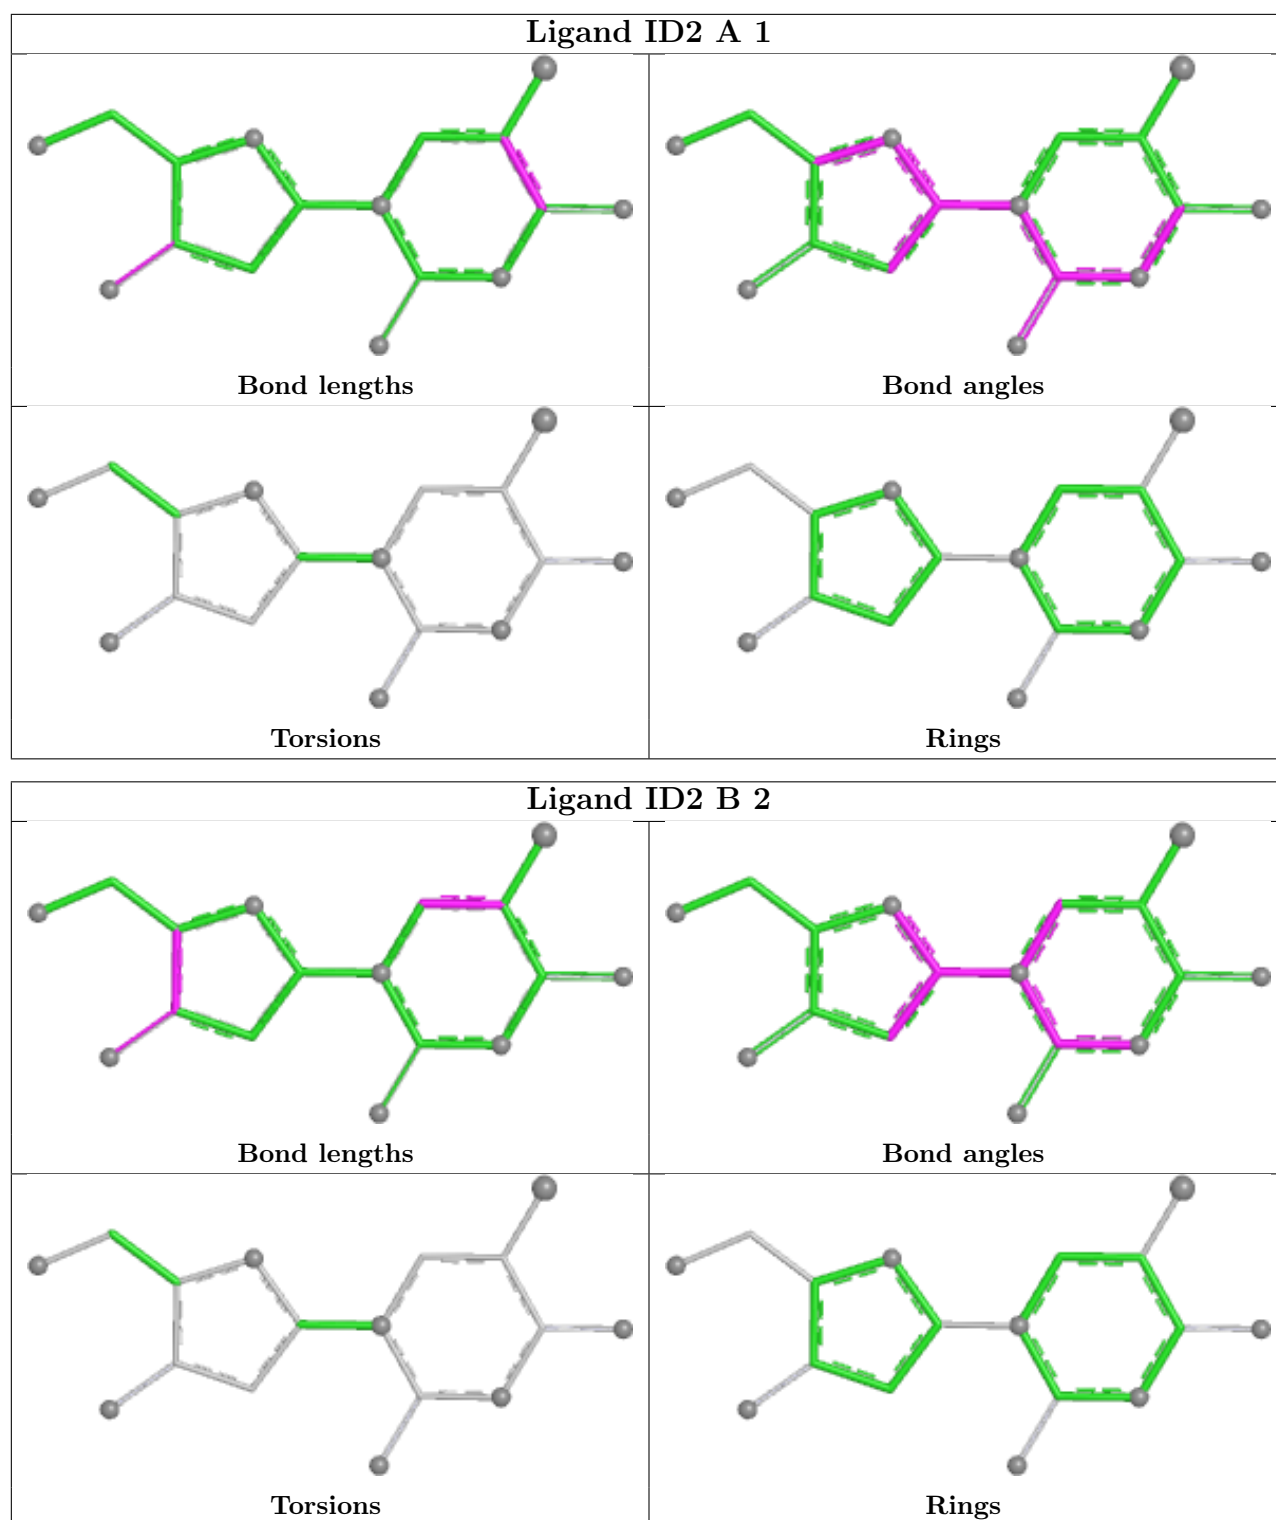 Ligand ID2 A 1
Bond lengths
Bond angles
Torsions
Rings
Ligand ID2 B 2
Bond lengths
Bond angles
Torsions
Rings